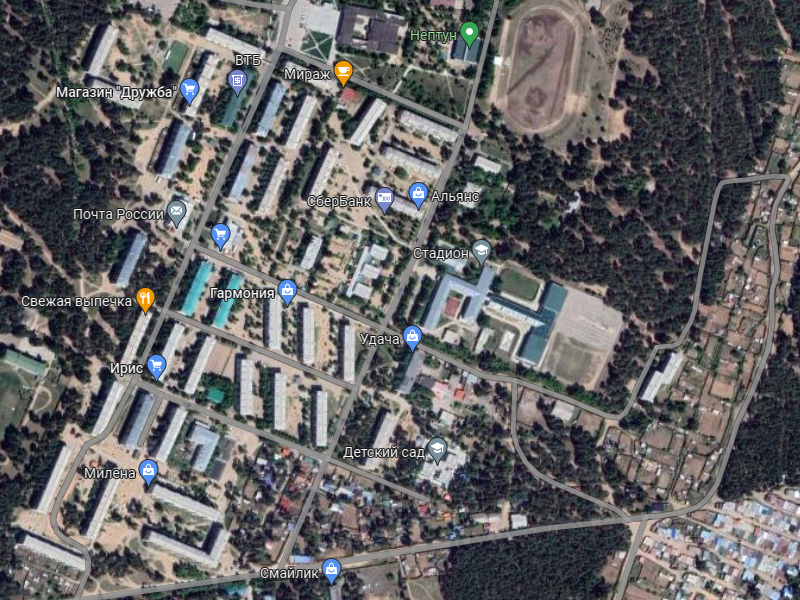 Нептун
ВТБ
Мираж
Магазин "Дружба"
СберБанк
Альянс
Почта России
Стадион
Гармония
Свежая выпечка
Удача
Ирис
Детский сад
Милена
Смайлик